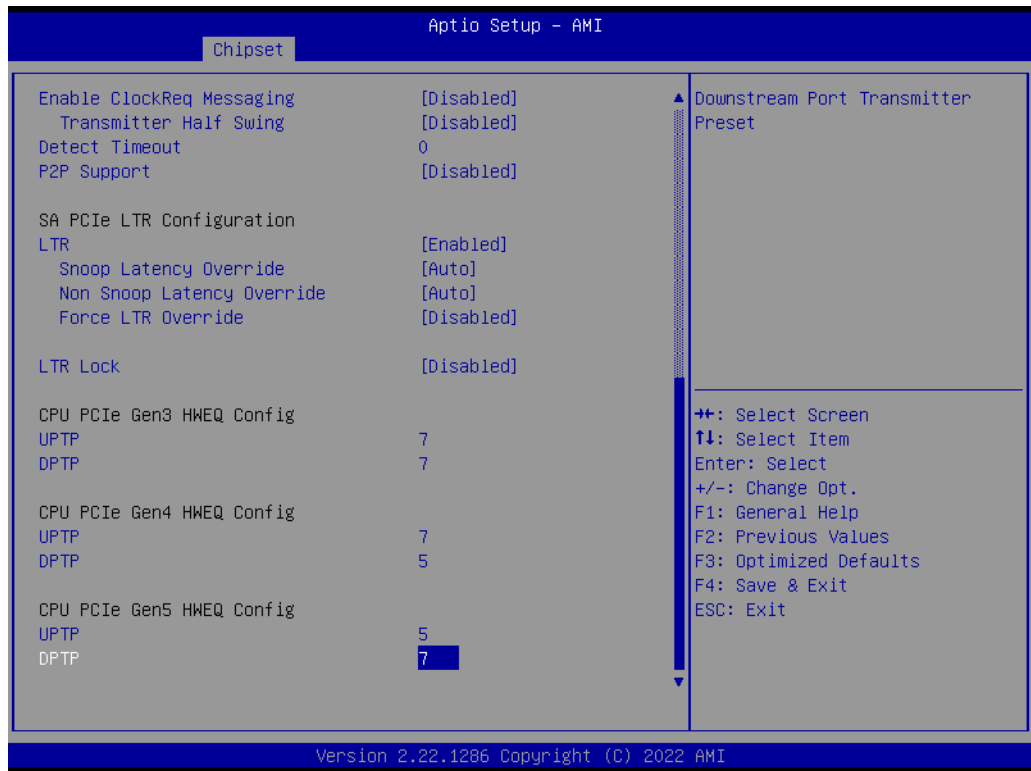 Aptio Setup – AMI
Chipset
Enable ClockReq Messaging [Disabled]
Transmitter Half Swing [Disabled]
Detect Timeout 0
P2P Support [Disabled]
SA PCIe LTR Configuration
LTR [Enabled]
Snoop Latency Override [Auto]
Non Snoop Latency Override [Auto]
Force LTR Override [Disabled]
LTR Lock [Disabled]
CPU PCIe Gen3 HWEQ Config
UPTP 7
DPTP 7
CPU PCIe Gen4 HWEQ Config
UPTP 7
DPTP 5
CPU PCIe Gen5 HWEQ Config
UPTP 5
DPTP 7
Downstream Port Transmitter
Preset
→←: Select Screen
↑↓: Select Item
Enter: Select
+/-: Change Opt.
F1: General Help
F2: Previous Values
F3: Optimized Defaults
F4: Save & Exit
ESC: Exit
Version 2.22.1286 Copyright (C) 2022 AMI